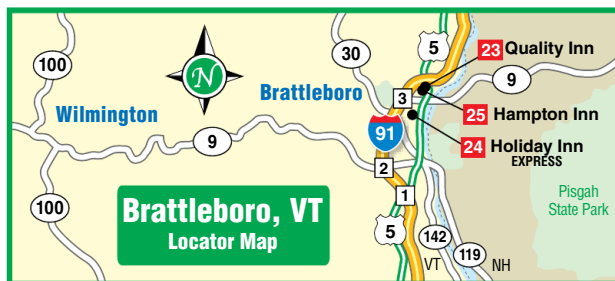 100
N
30
5
23 Quality Inn
9
Brattleboro
3
25 Hampton Inn
Wilmington
91
24 Holiday Inn
EXPRESS
9
2
Pisgah
State Park
100
Brattleboro, VT
Locator Map
1
5
142
119
VT
NH